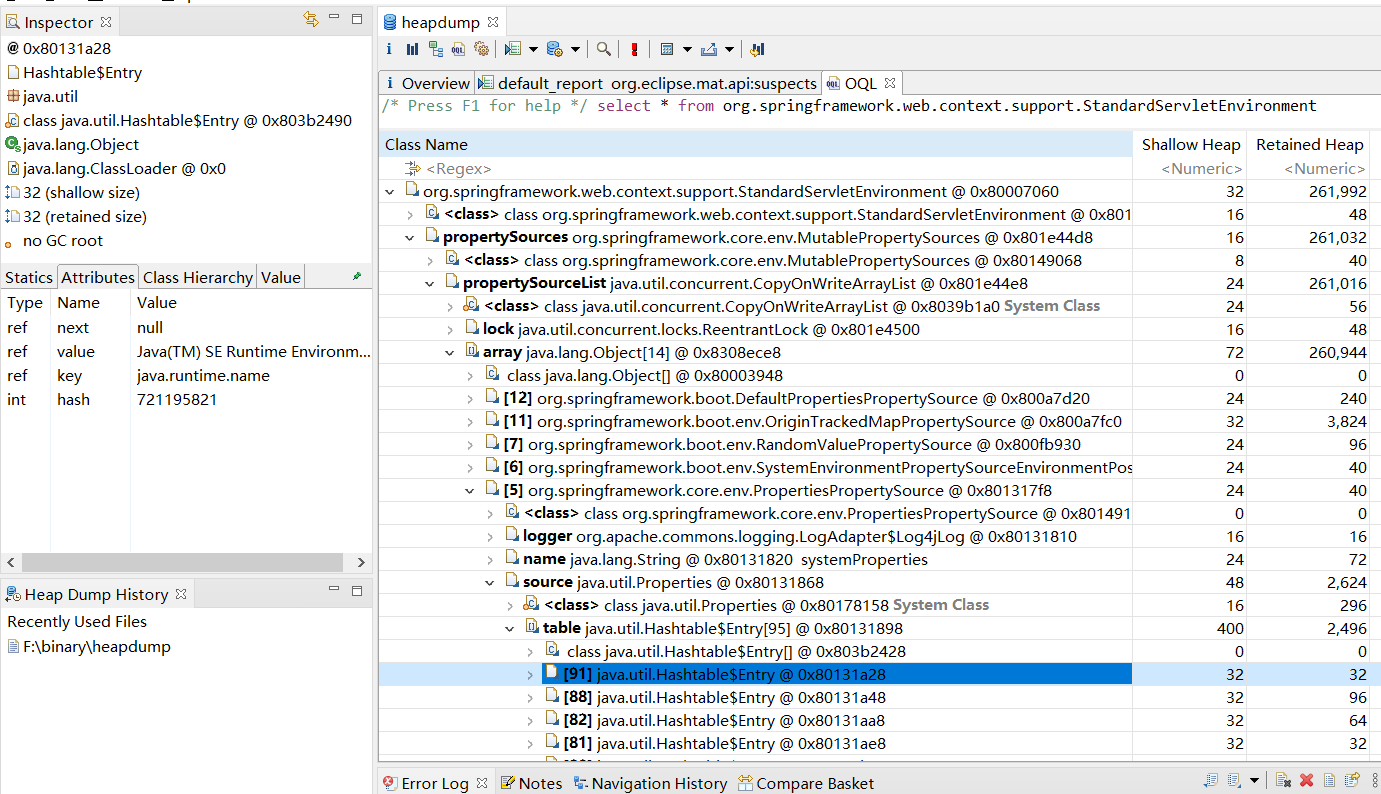 Inspector
@ 0x80131a28
Hashtable$Entry
java.util
class java.util.Hashtable$Entry @ 0x803b2490
java.lang.Object
java.lang.ClassLoader @ 0x0
32 (shallow size)
32 (retained size)
no GC root
Statics Attributes Class Hierarchy Value
Type Name Value
ref next null
ref value Java(TM) SE Runtime Environm...
ref key java.runtime.name
int hash 721195821
Heap Dump History
Recently Used Files
F:\binary\heapdump
heapdump
i Overview default_report org.eclipse.mat.api:suspects OQL
/* Press F1 for help */ select * from org.springframework.web.context.support.StandardServletEnvironment
Class Name Shallow Heap Retained Heap
<Regex> <Numeric> <Numeric>
org.springframework.web.context.support.StandardServletEnvironment @ 0x80007060 32 261,992
<class> class org.springframework.web.context.support.StandardServletEnvironment @ 0x801 16 48
propertySources org.springframework.core.env.MutablePropertySources @ 0x801e44d8 16 261,032
<class> class org.springframework.core.env.MutablePropertySources @ 0x80149068 8 40
propertySourceList java.util.concurrent.CopyOnWriteArrayList @ 0x801e44e8 24 261,016
<class> class java.util.concurrent.CopyOnWriteArrayList @ 0x8039b1a0 System Class 24 56
lock java.util.concurrent.locks.ReentrantLock @ 0x801e4500 16 48
array java.lang.Object[14] @ 0x8308ece8 72 260,944
class java.lang.Object[] @ 0x80003948 0 0
[12] org.springframework.boot.DefaultPropertiesPropertySource @ 0x800a7d20 24 240
[11] org.springframework.boot.env.OriginTrackedMapPropertySource @ 0x800a7fc0 32 3,824
[7] org.springframework.boot.env.RandomValuePropertySource @ 0x800fb930 24 96
[6] org.springframework.boot.env.SystemEnvironmentPropertySourceEnvironmentPos 24 40
[5] org.springframework.core.env.PropertiesPropertySource @ 0x801317f8 24 40
<class> class org.springframework.core.env.PropertiesPropertySource @ 0x801491 0 0
logger org.apache.commons.logging.LogAdapter$Log4jLog @ 0x80131810 16 16
name java.lang.String @ 0x80131820 systemProperties 24 72
source java.util.Properties @ 0x80131868 48 2,624
<class> class java.util.Properties @ 0x80178158 System Class 16 296
table java.util.Hashtable$Entry[95] @ 0x80131898 400 2,496
class java.util.Hashtable$Entry[] @ 0x803b2428 0 0
[91] java.util.Hashtable$Entry @ 0x80131a28 32 32
[88] java.util.Hashtable$Entry @ 0x80131a48 32 96
[82] java.util.Hashtable$Entry @ 0x80131aa8 32 64
[81] java.util.Hashtable$Entry @ 0x80131ae8 32 32
Error Log Notes Navigation History Compare Basket